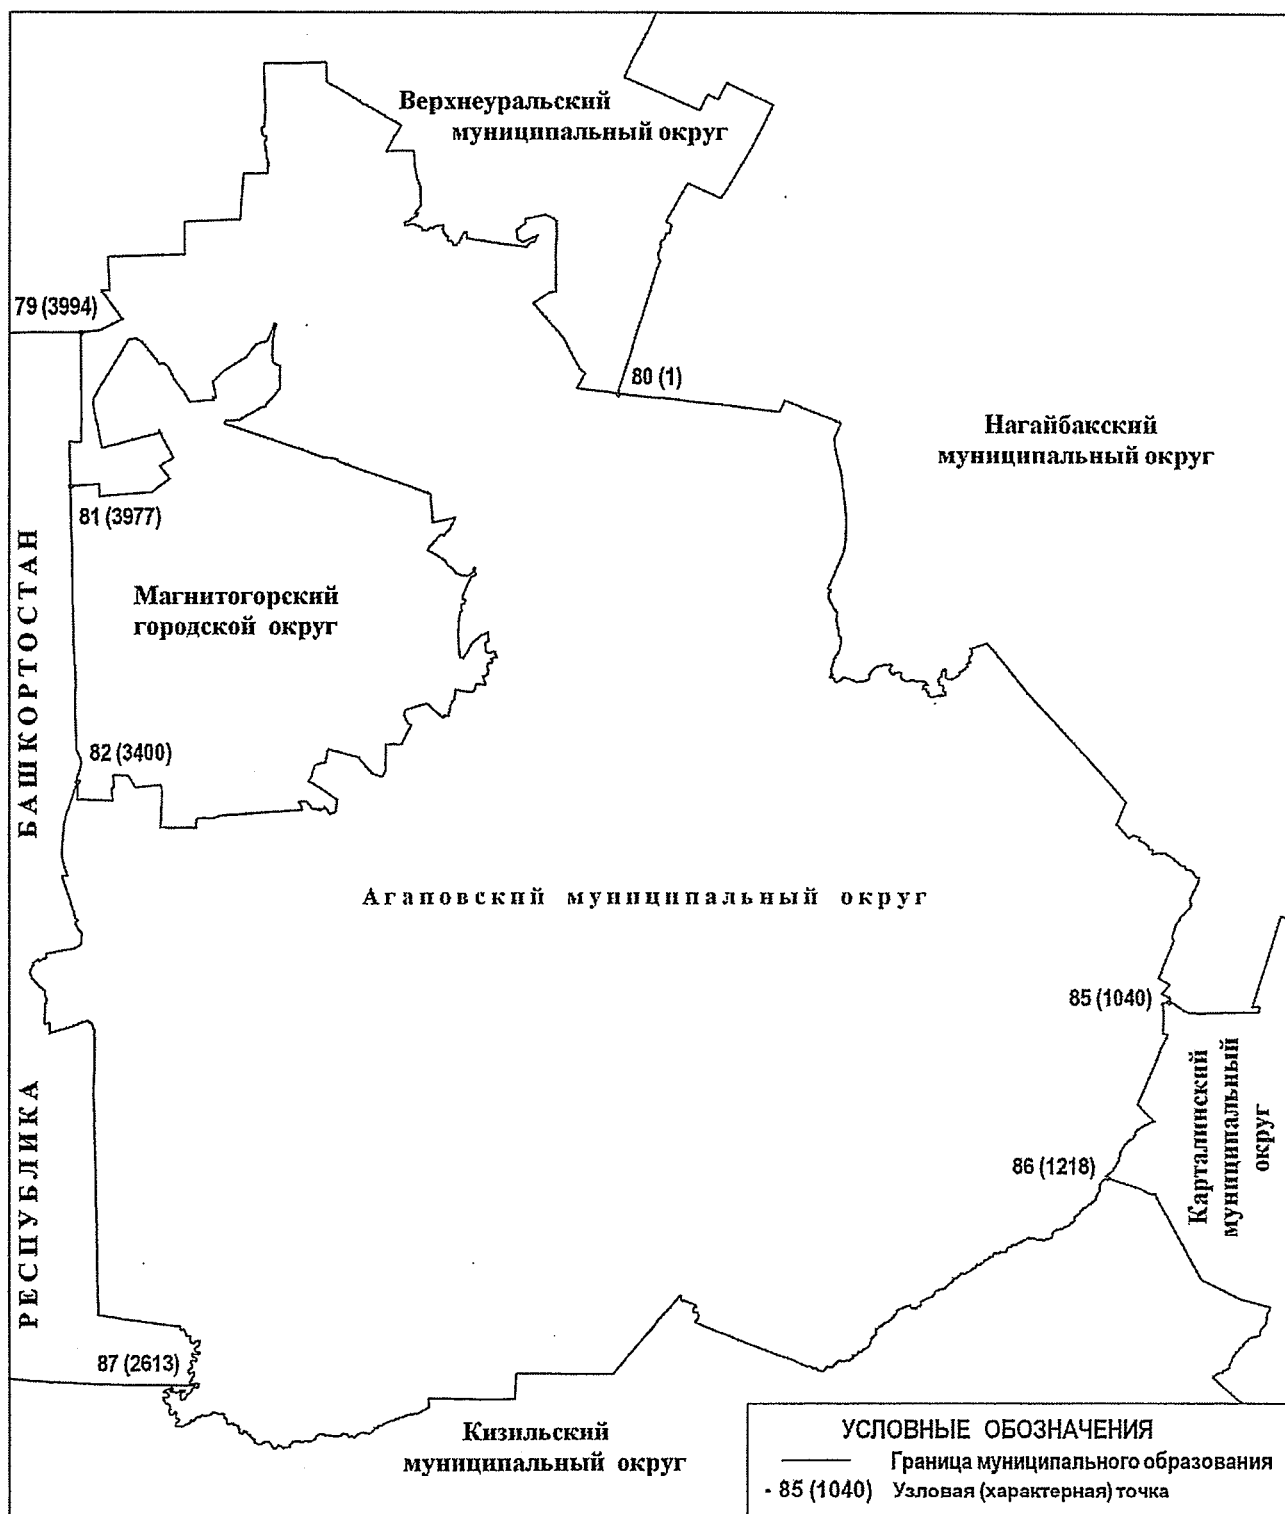 Верхнеуральский
муниципальный округ
79 (3994)
80 (1)
Нагайбакский
муниципальный округ
81 (3977)
Магнитогорский
городской округ
82 (3400)
Агаповский муниципальный округ
РЕСПУБЛИКА БАШКОРТОСТАН
85 (1040)
Карталинский
муниципальный
округ
86 (1218)
87 (2613)
Кизильский
муниципальный округ
УСЛОВНЫЕ ОБОЗНАЧЕНИЯ
Граница муниципального образования
85 (1040) Узловая (характерная) точка